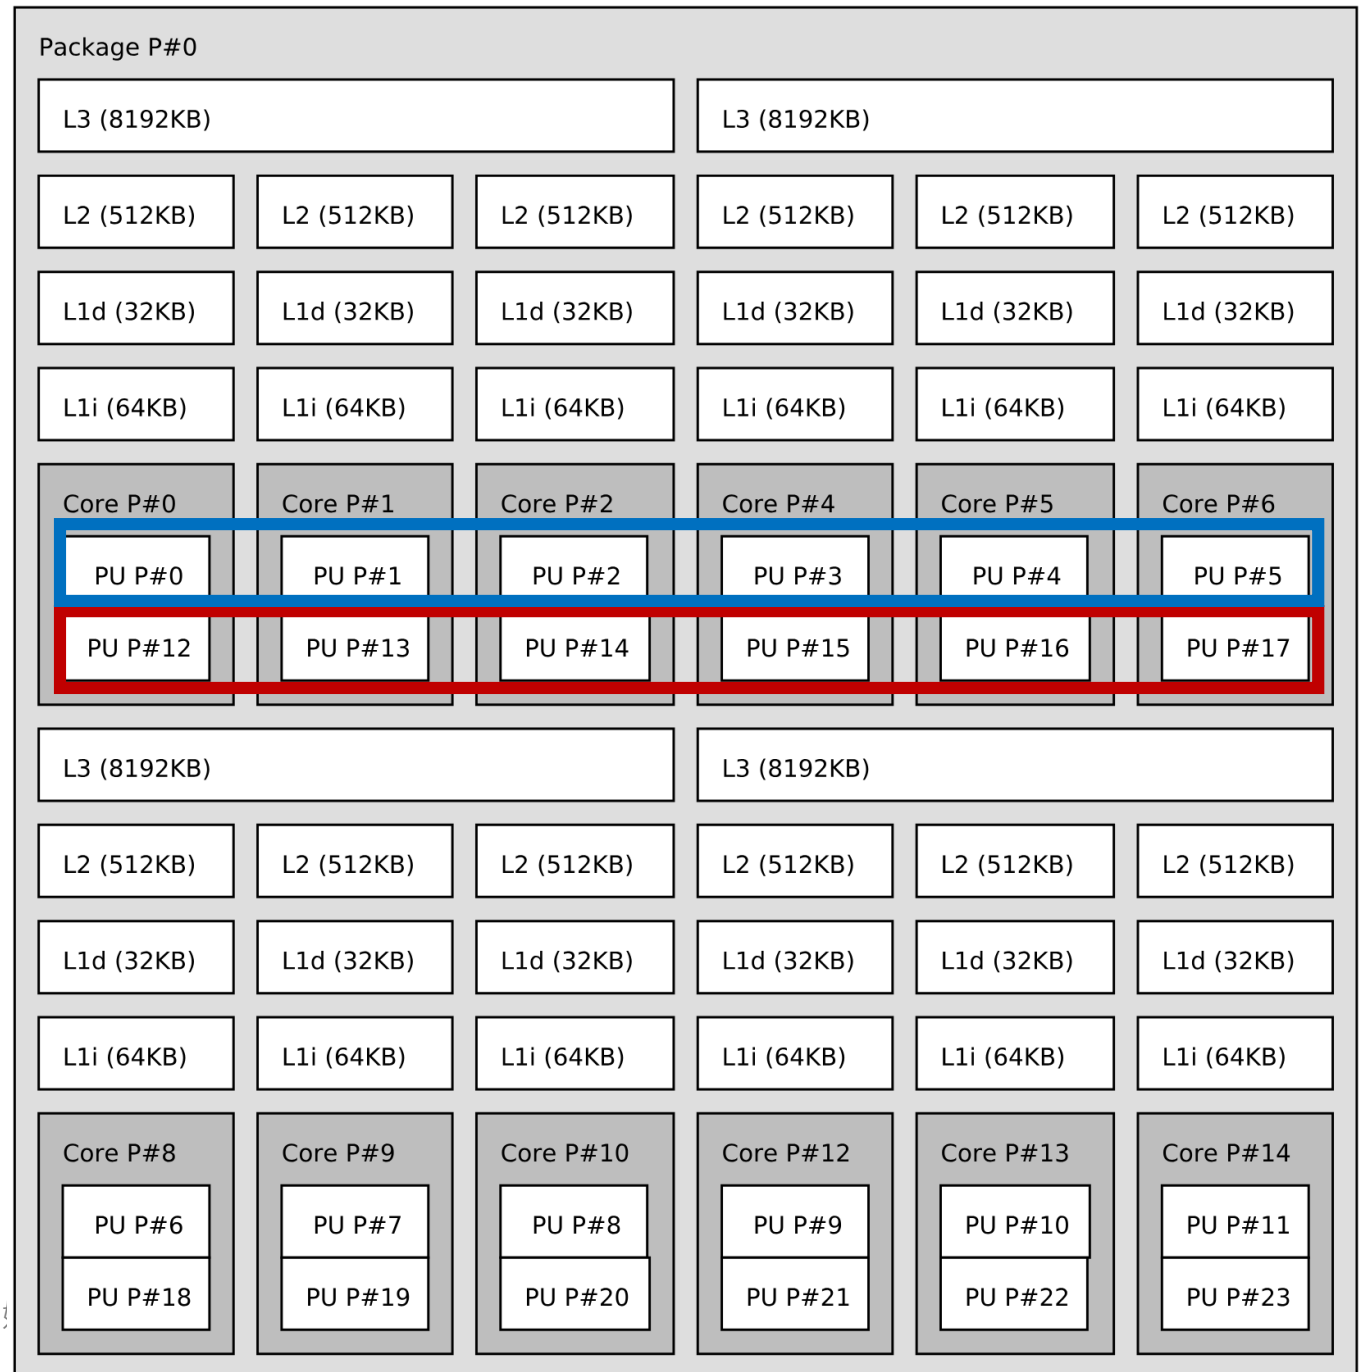 Package P#0
L3 (8192KB) L3 (8192KB)
L2 (512KB) L2 (512KB) L2 (512KB) L2 (512KB) L2 (512KB) L2 (512KB)
L1d (32KB) L1d (32KB) L1d (32KB) L1d (32KB) L1d (32KB) L1d (32KB)
L1i (64KB) L1i (64KB) L1i (64KB) L1i (64KB) L1i (64KB) L1i (64KB)
Core P#0 Core P#1 Core P#2 Core P#4 Core P#5 Core P#6
PU P#0 PU P#1 PU P#2 PU P#3 PU P#4 PU P#5
PU P#12 PU P#13 PU P#14 PU P#15 PU P#16 PU P#17
L3 (8192KB) L3 (8192KB)
L2 (512KB) L2 (512KB) L2 (512KB) L2 (512KB) L2 (512KB) L2 (512KB)
L1d (32KB) L1d (32KB) L1d (32KB) L1d (32KB) L1d (32KB) L1d (32KB)
L1i (64KB) L1i (64KB) L1i (64KB) L1i (64KB) L1i (64KB) L1i (64KB)
Core P#8 Core P#9 Core P#10 Core P#12 Core P#13 Core P#14
PU P#6 PU P#7 PU P#8 PU P#9 PU P#10 PU P#11
PU P#18 PU P#19 PU P#20 PU P#21 PU P#22 PU P#23